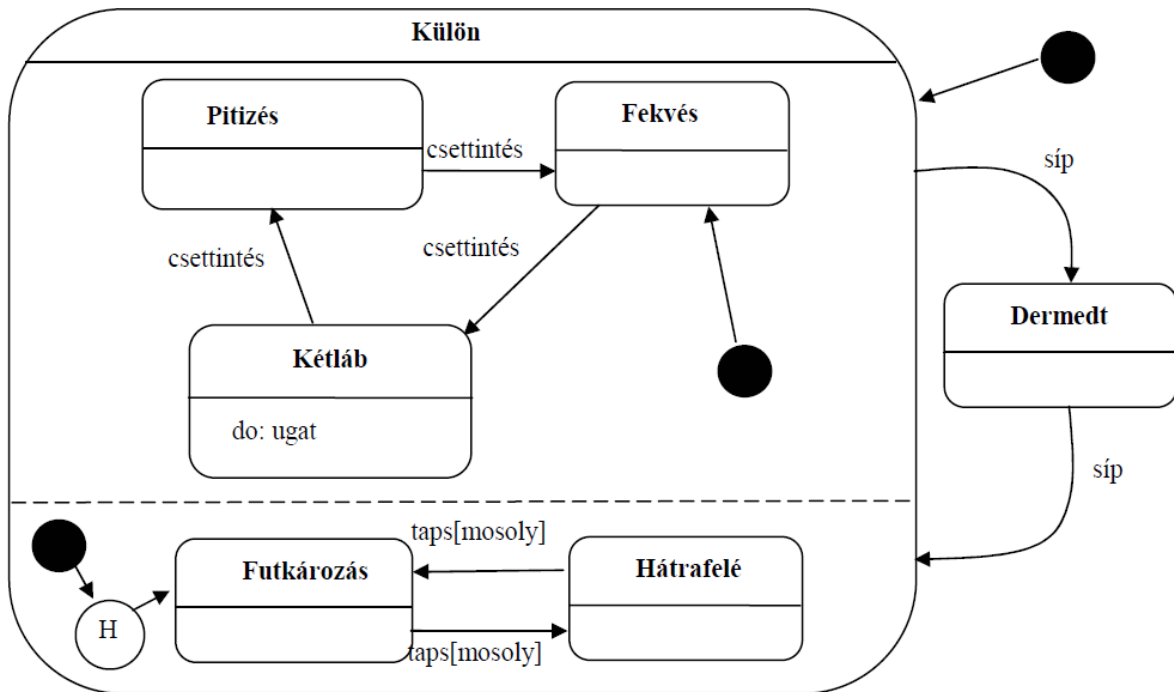 Külön
Pitizés
Fekvés
csettintés
síp
csettintés
csettintés
Dermedt
Kétláb
do: ugat
síp
taps[mosoly]
Futkározás
Hátrafelé
H
taps[mosoly]